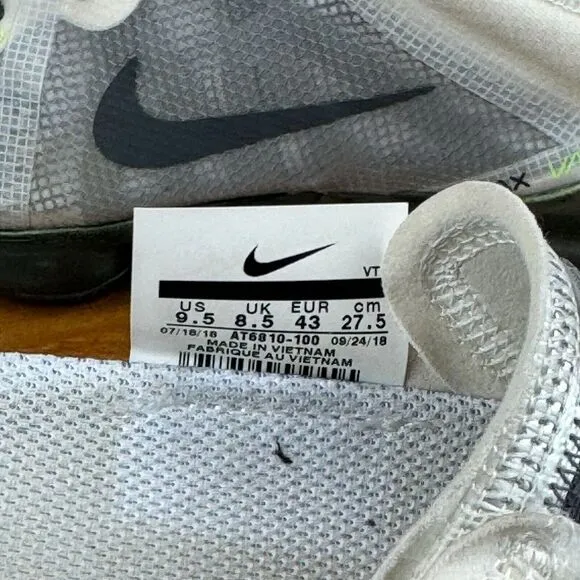 VT
US UK EUR cm
9.5 8.5 43 27.5
07/18/18 AT6810-100 09/24/18
MADE IN VIETNAM
FABRIQUE AU VIETNAM
X